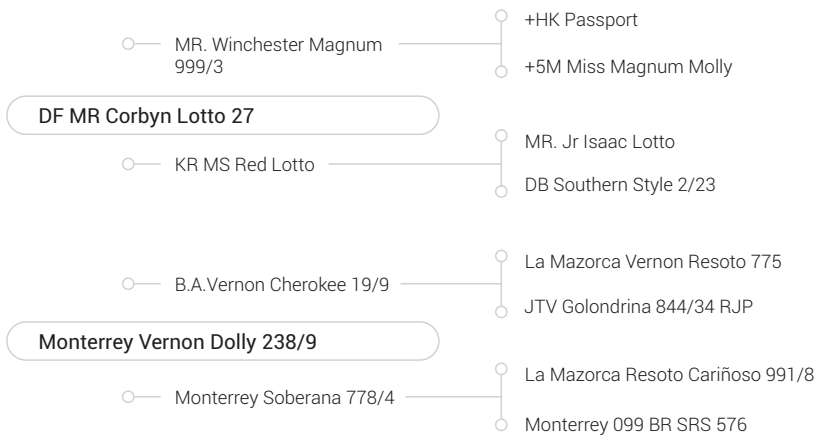 +HK Passport
MR. Winchester Magnum
999/3
+5M Miss Magnum Molly
DF MR Corbyn Lotto 27
MR. Jr Isaac Lotto
KR MS Red Lotto
DB Southern Style 2/23
La Mazorca Vernon Resoto 775
B.A.Vernon Cherokee 19/9
JTV Golondrina 844/34 RJP
Monterrey Vernon Dolly 238/9
La Mazorca Resoto Cariñoso 991/8
Monterrey Soberana 778/4
Monterrey 099 BR SRS 576